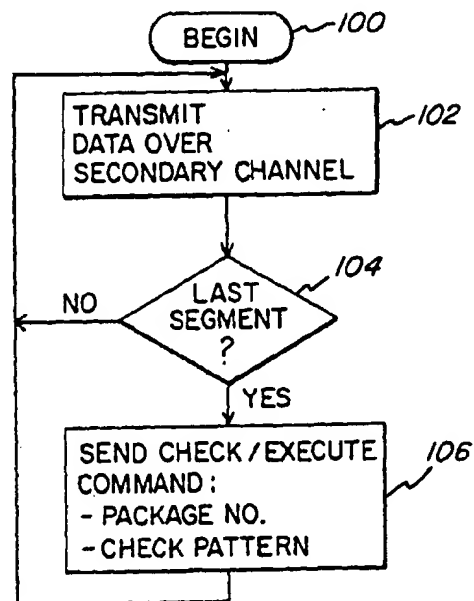 BEGIN
100
TRANSMIT
DATA OVER
SECONDARY CHANNEL
102
104
LAST
SEGMENT
?
NO
YES
SEND CHECK/EXECUTE
COMMAND:
- PACKAGE NO.
- CHECK PATTERN
106